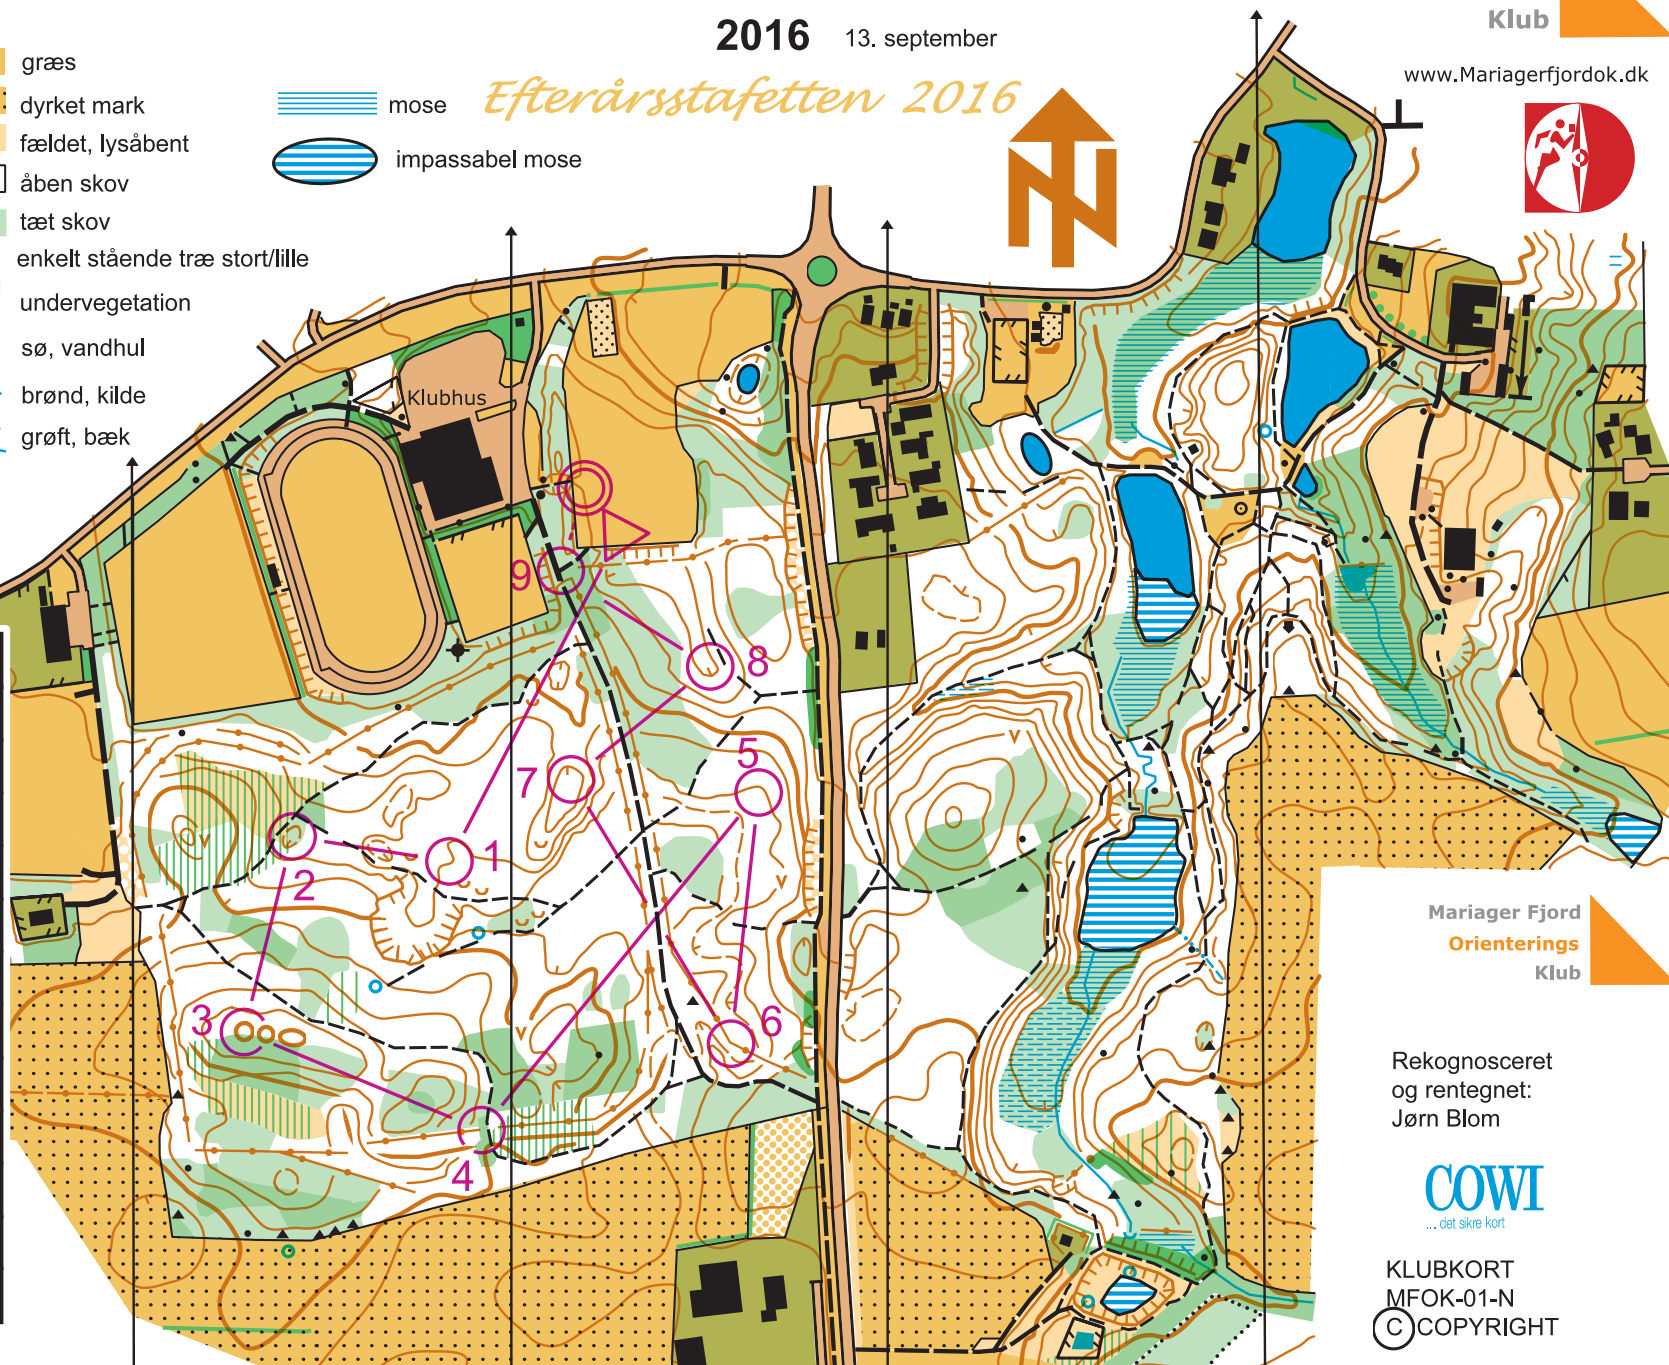 2016 13. september
Efterårsstafetten 2016
Klub
www.Mariagerfjordok.dk
græs
dyrket mark
fældet, lysåbent
åben skov
tæt skov
enkelt stående træ stort/lille
undervegetation
sø, vandhul
brønd, kilde
grøft, bæk
mose
impassabel mose
N
Klubhus
9
8
5
7
1
2
3
6
4
Mariager Fjord
Orienterings
Klub
Rekognosceret
og rentegnet:
Jørn Blom
COWI
... det sikre kort
KLUBKORT
MFOK-01-N
C COPYRIGHT